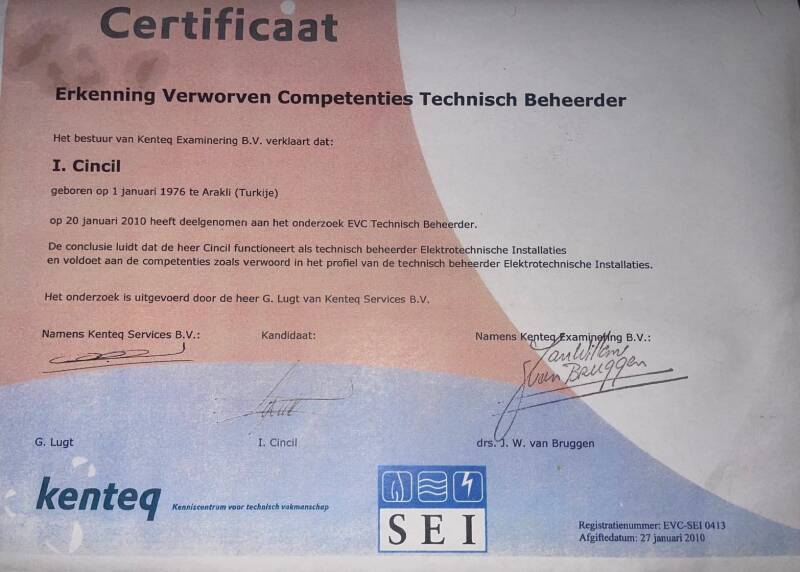 Certificaat
Erkenning Verworven Competenties Technisch Beheerder
Het bestuur van Kenteq Examinering B.V. verklaart dat:
I. Cincil
geboren op 1 januari 1976 te Arakli (Turkije)
op 20 januari 2010 heeft deelgenomen aan het onderzoek EVC Technisch Beheerder.
De conclusie luidt dat de heer Cincil functioneert als technisch beheerder Elektrotechnische Installaties
en voldoet aan de competenties zoals verwoord in het profiel van de technisch beheerder Elektrotechnische Installaties.
Het onderzoek is uitgevoerd door de heer G. Lugt van Kenteq Services B.V.
Namens Kenteq Services B.V.: Kandidaat: Namens Kenteq Examinering B.V.:
Jan Willem
van Bruggen
G. Lugt I. Cincil drs. J. W. van Bruggen
kenteq Kenniscentrum voor technisch vakmanschap
SEI
Registratienummer: EVC-SEI 0413
Afgiftedatum: 27 januari 2010